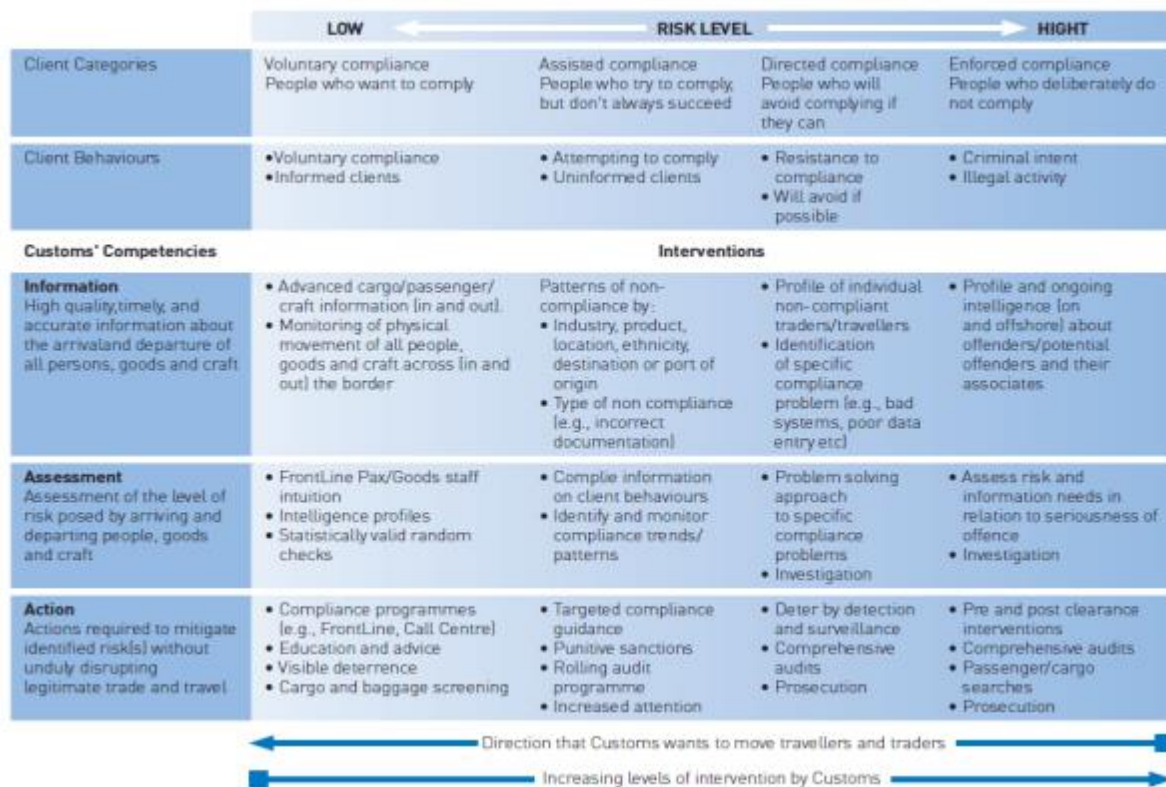 LOW RISK LEVEL HIGHT
Client Categories
Voluntary compliance
People who want to comply
Assisted compliance
People who try to comply,
but don't always succeed
Directed compliance
People who will
avoid complying if
they can
Enforced compliance
People who deliberately do
not comply
Client Behaviours
•Voluntary compliance
•Informed clients
• Attempting to comply
• Uninformed clients
• Resistance to
compliance
• Will avoid if
possible
• Criminal intent
• Illegal activity
Customs' Competencies
Interventions
Information
High quality,timely, and
accurate information about
the arrivaland departure of
all persons, goods and craft
• Advanced cargo/passenger/
craft information (in and out).
• Monitoring of physical
movement of all people,
goods and craft across (in and
out) the border
Patterns of non-
compliance by:
• Industry, product,
location, ethnicity,
destination or port of
origin
• Type of non compliance
(e.g., incorrect
documentation)
• Profile of individual
non-compliant
traders/travellers
• Identification
of specific
compliance
problem (e.g., bad
systems, poor data
entry etc)
• Profile and ongoing
intelligence (on
and offshore) about
offenders/potential
offenders and their
associates
Assessment
Assessment of the level of
risk posed by arriving and
departing people, goods
and craft
• FrontLine Pax/Goods staff
intuition
• Intelligence profiles
• Statistically valid random
checks
• Complie information
on client behaviours
• Identify and monitor
compliance trends/
patterns
• Problem solving
approach
to specific
compliance
problems
• Investigation
• Assess risk and
information needs in
relation to seriousness of
offence
• Investigation
Action
Actions required to mitigate
identified risk(s) without
unduly disrupting
legitimate trade and travel
• Compliance programmes
(e.g., FrontLine, Call Centre)
• Education and advice
• Visible deterrence
• Cargo and baggage screening
• Targeted compliance
guidance
• Punitive sanctions
• Rolling audit
programme
• Increased attention
• Deter by detection
and surveillance
• Comprehensive
audits
• Prosecution
• Pre and post clearance
interventions
• Comprehensive audits
• Passenger/cargo
searches
• Prosecution
Direction that Customs wants to move travellers and traders
Increasing levels of intervention by Customs